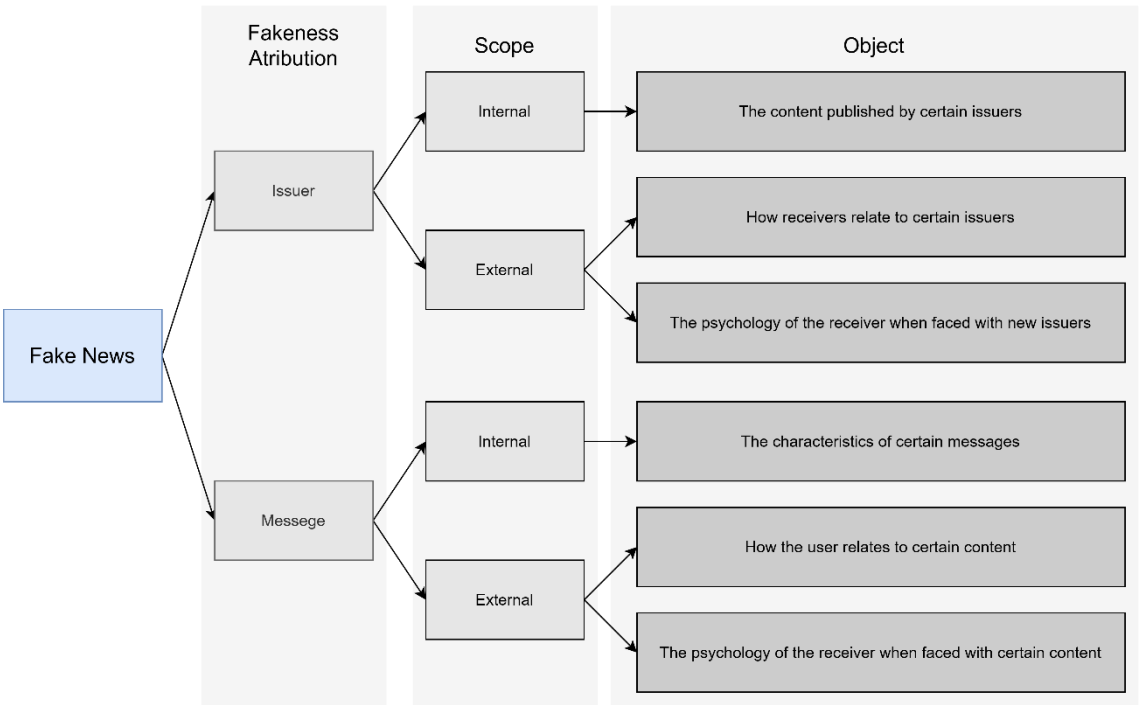 Fakeness
Atribution
Scope
Object
Internal
The content published by certain issuers
Issuer
How receivers relate to certain issuers
External
The psychology of the receiver when faced with new issuers
Fake News
Internal
The characteristics of certain messages
Messege
How the user relates to certain content
External
The psychology of the receiver when faced with certain content